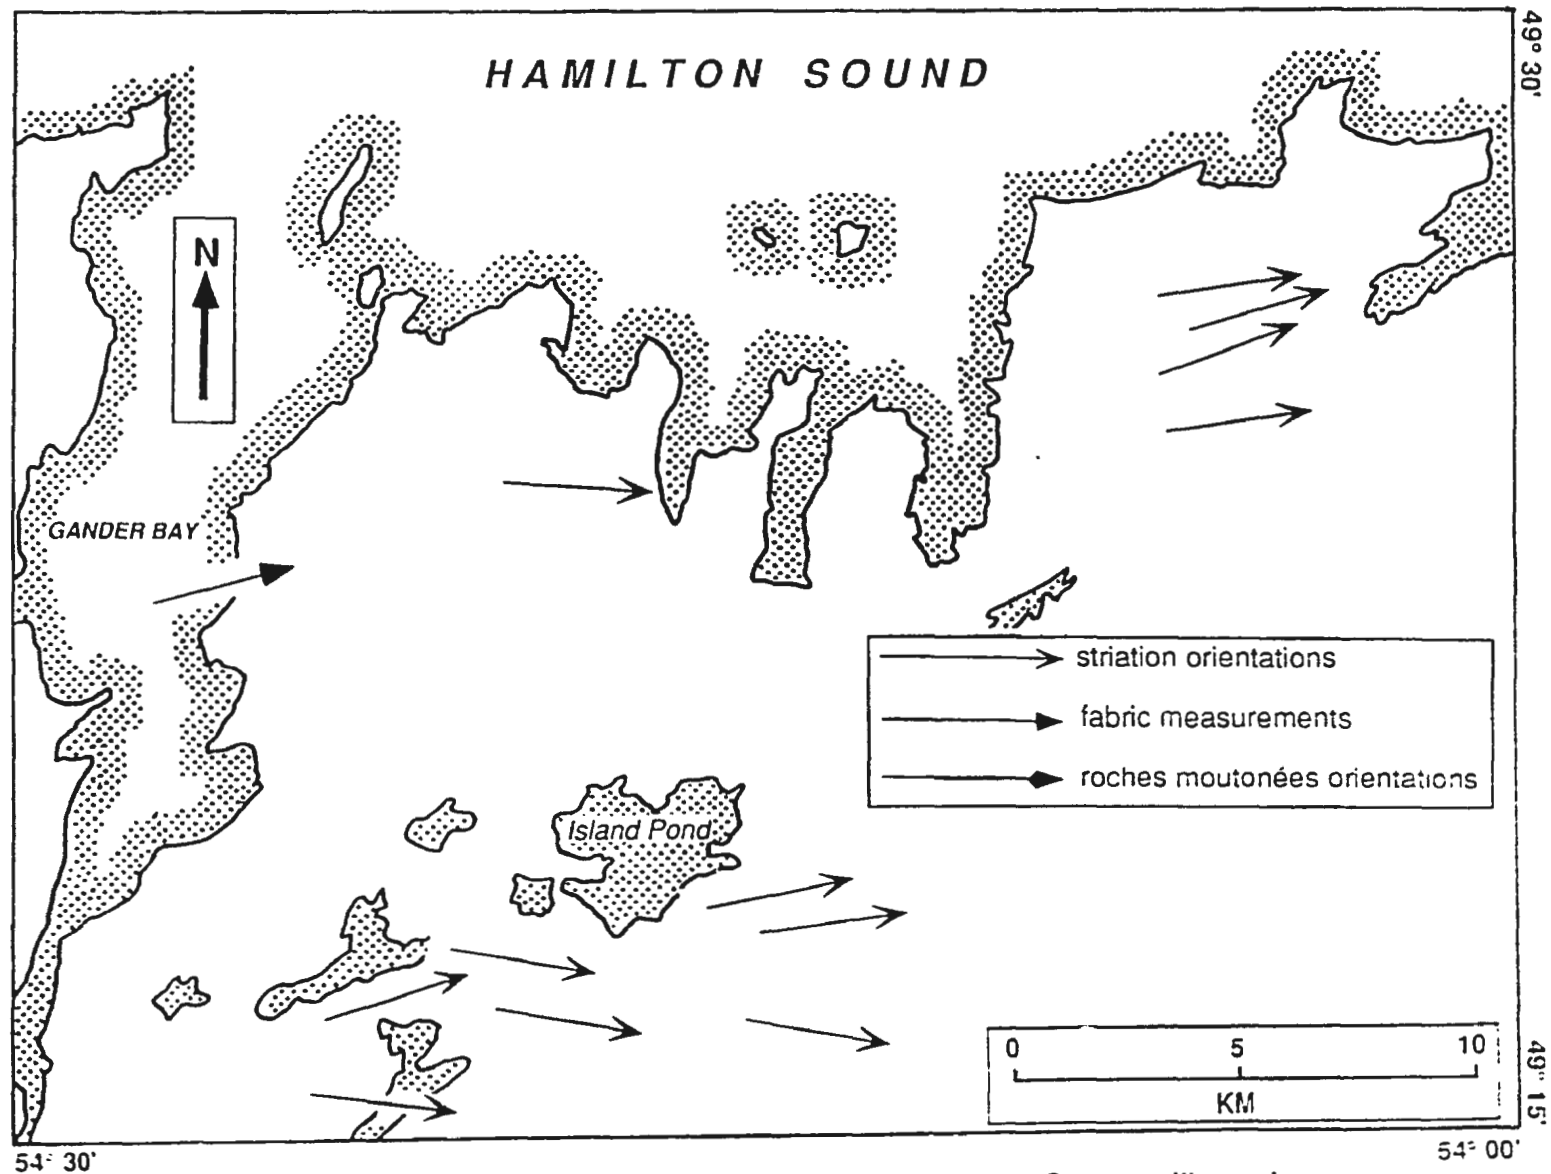 HAMILTON SOUND
49° 30'
N
GANDER BAY
striation orientations
fabric measurements
roches moutonées orientations
Island Pond
0 5 10
KM
49° 15'
54° 30'
54° 00'